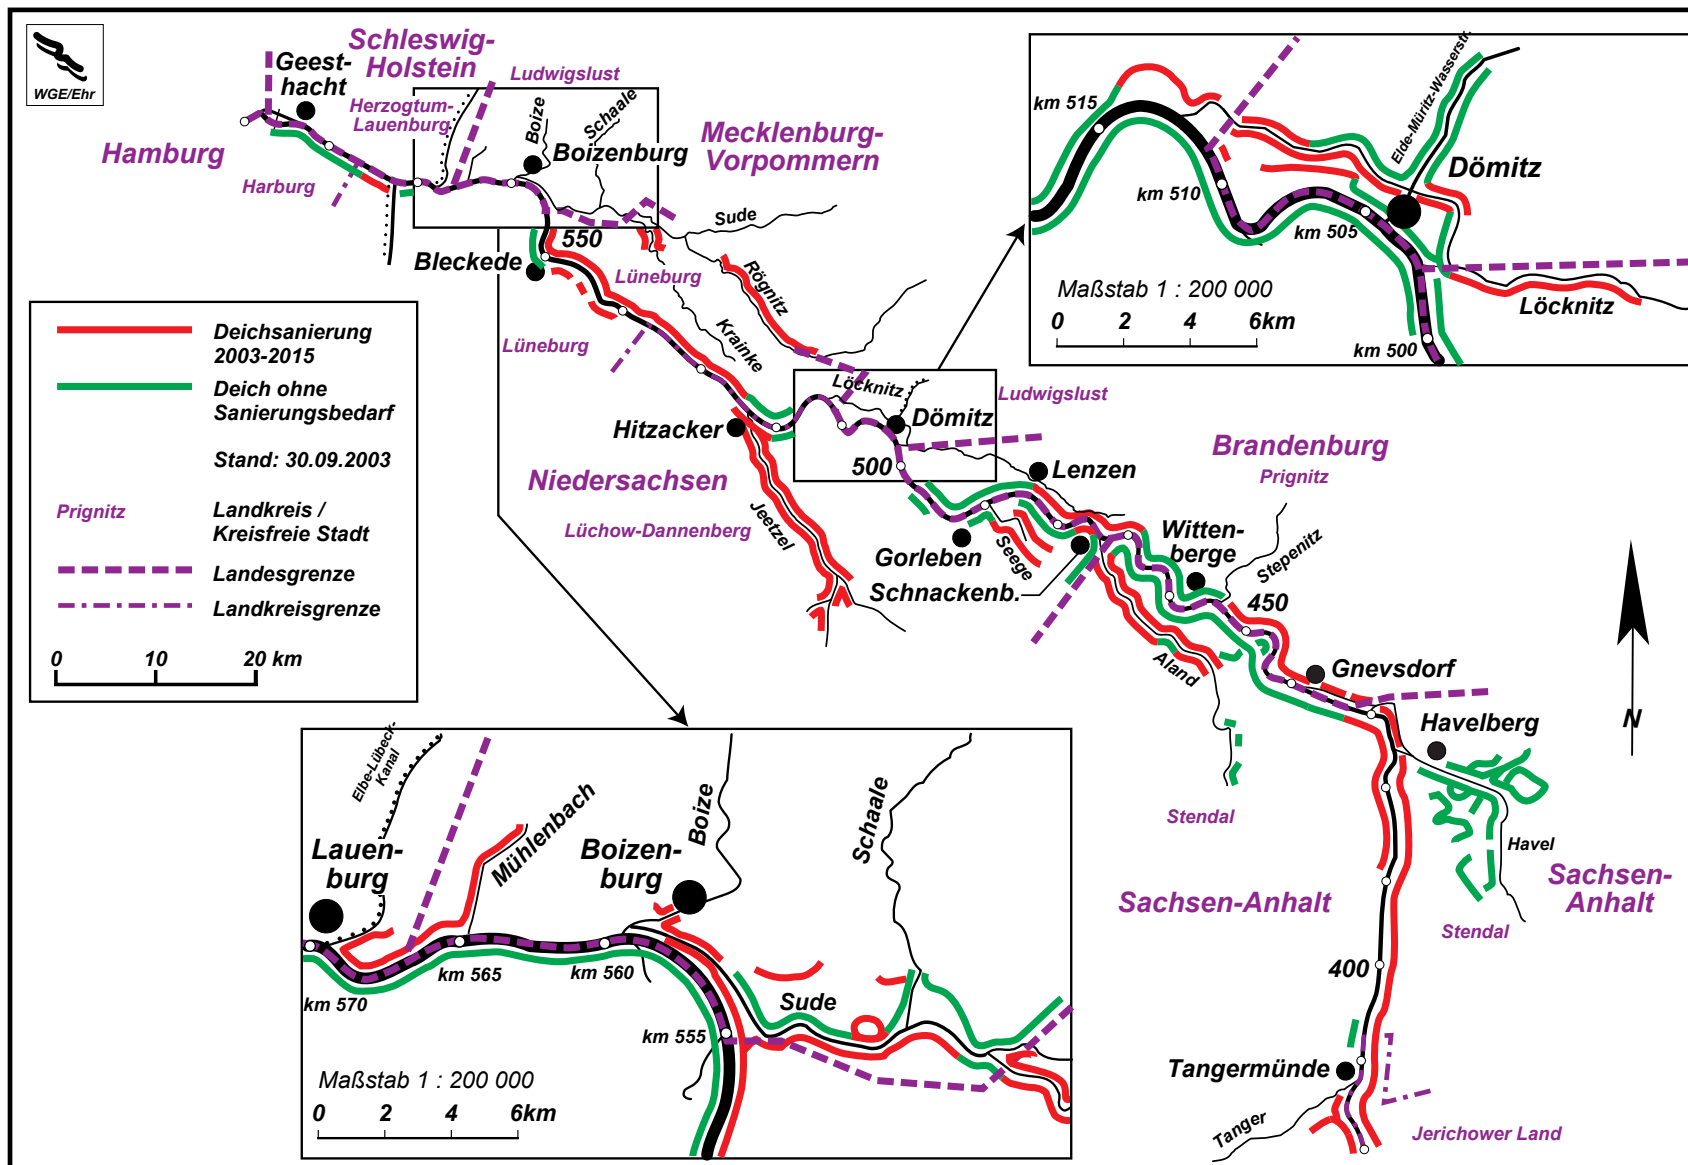 WGE/Ehr
Geest-
hacht
Schleswig-
Holstein
Ludwigslust
Herzogtum-
Lauenburg
Hamburg
Harburg
Boize
Schaale
Boizenburg
Mecklenburg-
Vorpommern
Sude
550
Bleckede
Lüneburg
Rögnitz
Krainke
Lüneburg
Löcknitz
Ludwigslust
Dömitz
Hitzacker
500
Niedersachsen
Lüchow-Dannenberg
Jeetzel
Lenzen
Brandenburg
Prignitz
Gorleben
Seege
Schnackenb.
Witten-
berge
Stepenitz
450
Aland
Gnevsdorf
Havelberg
Stendal
Havel
Sachsen-Anhalt
Sachsen-
Anhalt
Stendal
400
Tangermünde
Tanger
Jerichower Land
N
Deichsanierung
2003-2015
Deich ohne
Sanierungsbedarf
Stand: 30.09.2003
Prignitz
Landkreis /
Kreisfreie Stadt
Landesgrenze
Landkreisgrenze
0 10 20 km
km 515
Elde-Müritz-Wasserstr.
Dömitz
km 510
km 505
Maßstab 1 : 200 000
0 2 4 6km
Löcknitz
km 500
Elbe-Lübeck-
Kanal
Lauen-
burg
Mühlenbach
Boizen-
burg
Boize
Schaale
km 570
km 565
km 560
Sude
km 555
Maßstab 1 : 200 000
0 2 4 6km